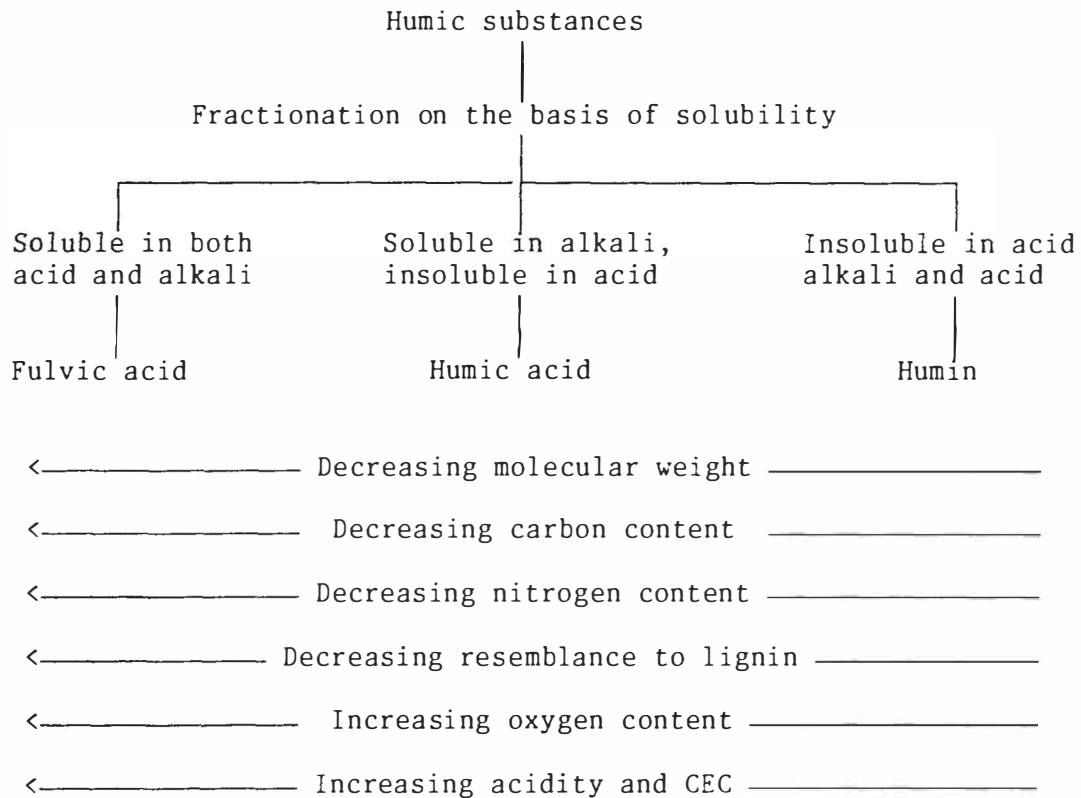 Humic substances
Fractionation on the basis of solubility
Soluble in both
acid and alkali
Soluble in alkali,
insoluble in acid
Insoluble in acid
alkali and acid
Fulvic acid
Humic acid
Humin
Decreasing molecular weight
Decreasing carbon content
Decreasing nitrogen content
Decreasing resemblance to lignin
Increasing oxygen content
Increasing acidity and CEC